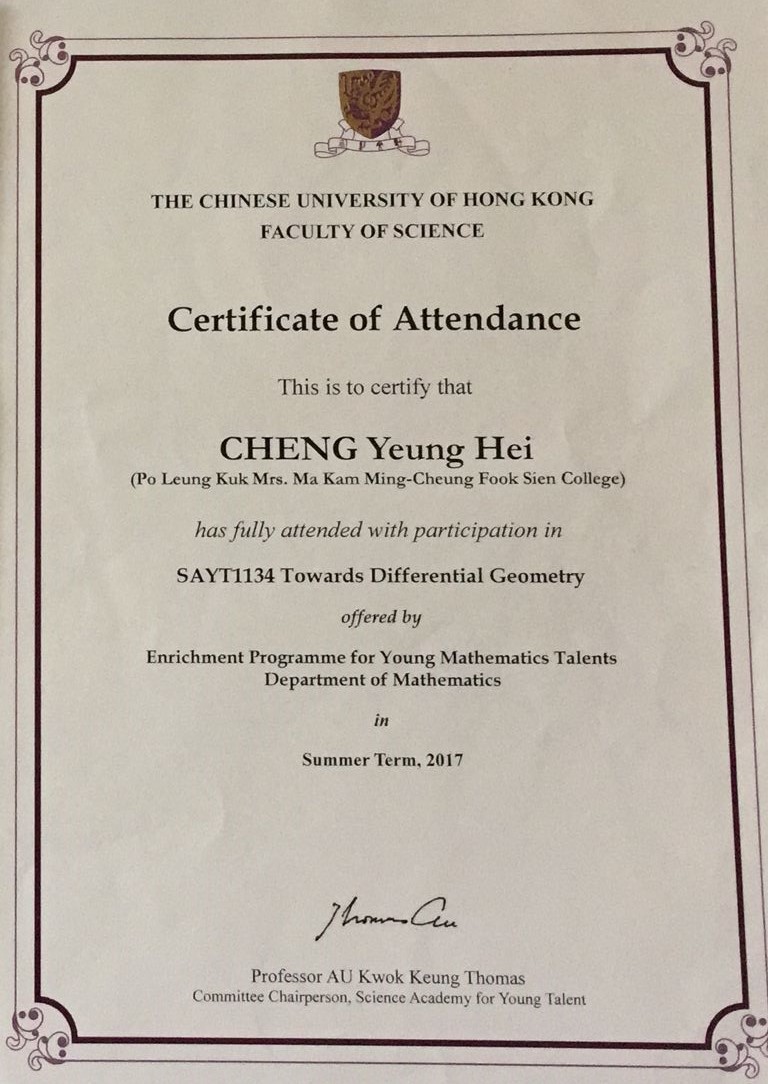 THE CHINESE UNIVERSITY OF HONG KONG
FACULTY OF SCIENCE
Certificate of Attendance
This is to certify that
CHENG Yeung Hei
(Po Leung Kuk Mrs. Ma Kam Ming-Cheung Fook Sien College)
has fully attended with participation in
SAYT1134 Towards Differential Geometry
offered by
Enrichment Programme for Young Mathematics Talents
Department of Mathematics
in
Summer Term, 2017
Thomas Au
Professor AU Kwok Keung Thomas
Committee Chairperson, Science Academy for Young Talent